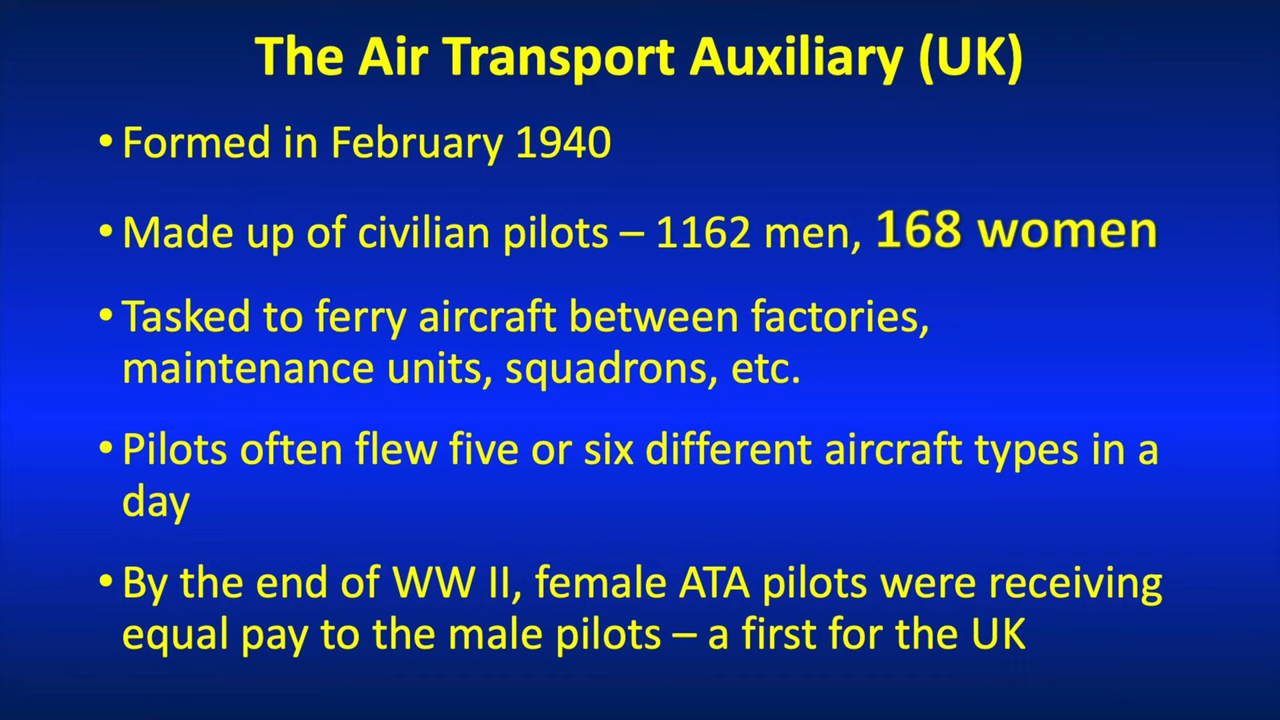 The Air Transport Auxiliary (UK)
• Formed in February 1940
• Made up of civilian pilots – 1162 men, 168 women
• Tasked to ferry aircraft between factories,
maintenance units, squadrons, etc.
• Pilots often flew five or six different aircraft types in a
day
• By the end of WW II, female ATA pilots were receiving
equal pay to the male pilots – a first for the UK